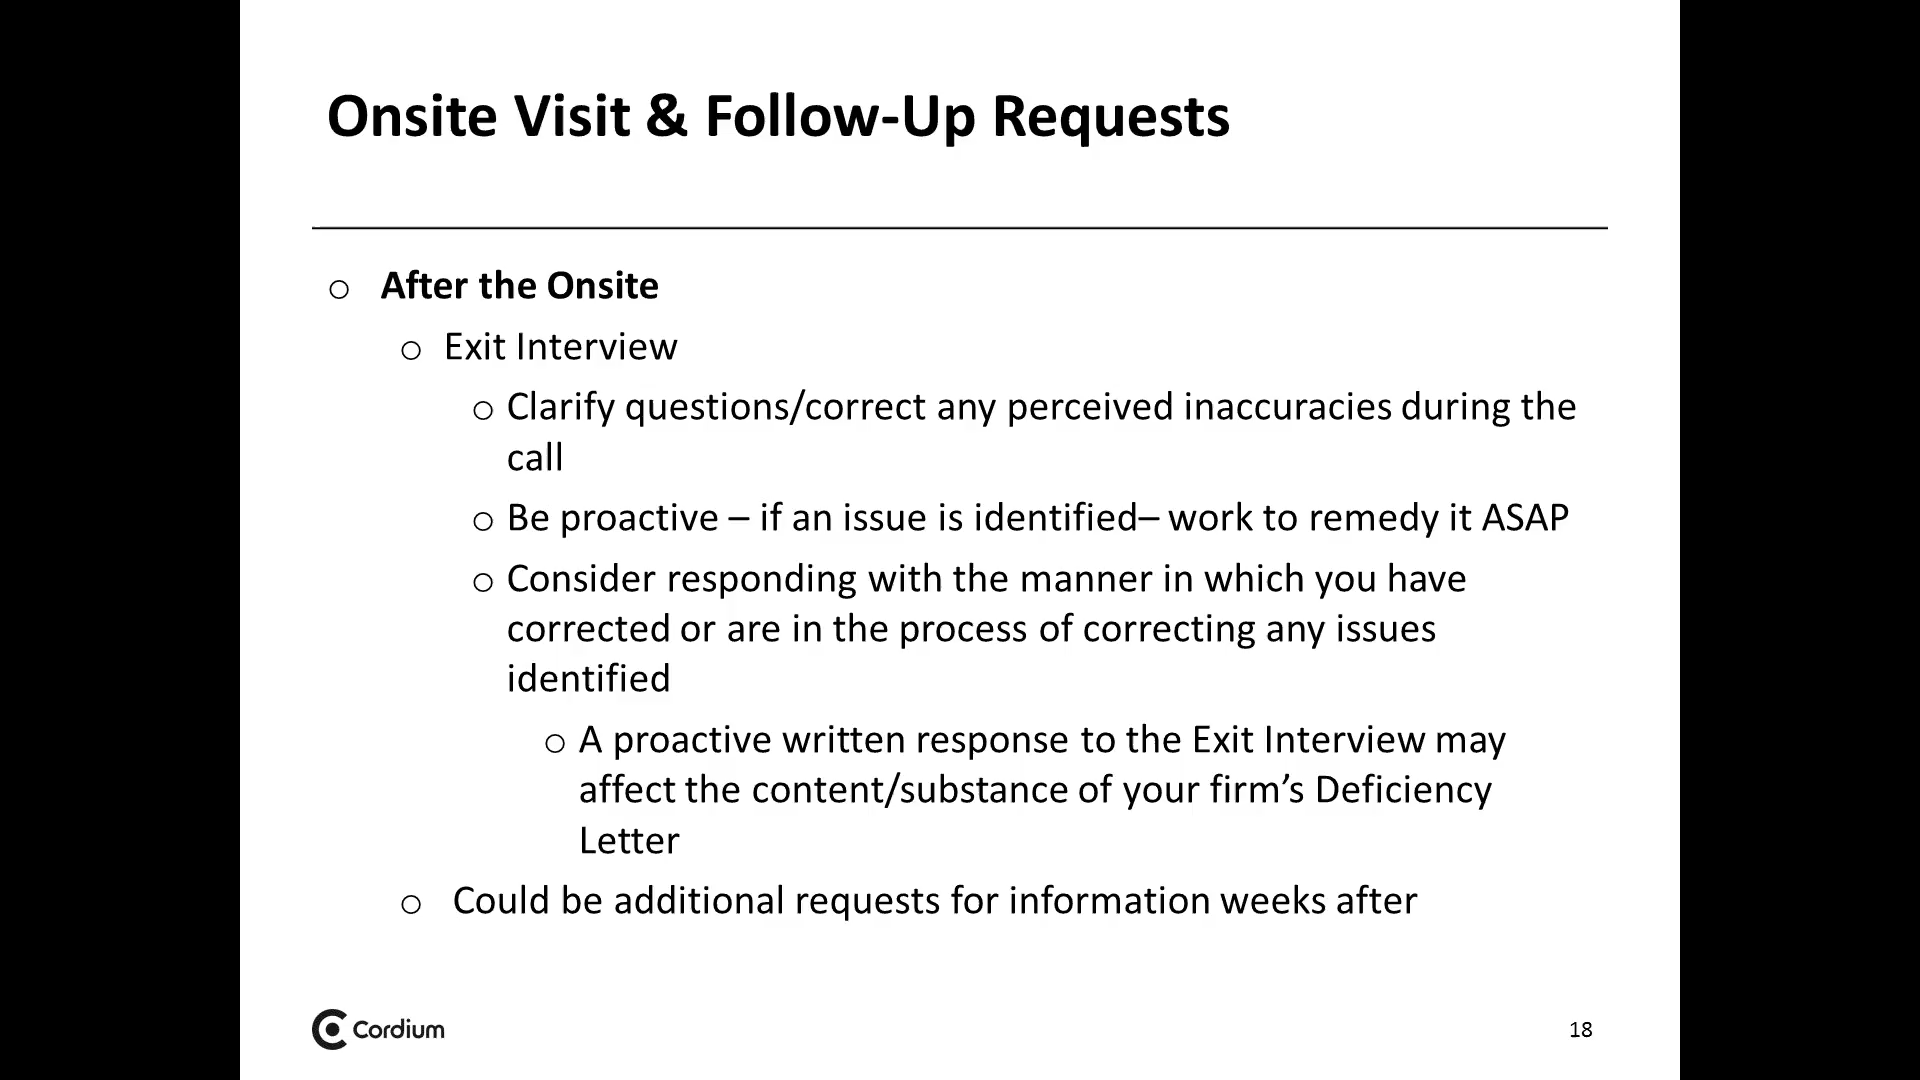 Onsite Visit & Follow-Up Requests
o After the Onsite
o Exit Interview
o Clarify questions/correct any perceived inaccuracies during the
call
o Be proactive – if an issue is identified– work to remedy it ASAP
o Consider responding with the manner in which you have
corrected or are in the process of correcting any issues
identified
o A proactive written response to the Exit Interview may
affect the content/substance of your firm’s Deficiency
Letter
o Could be additional requests for information weeks after
Cordium
18